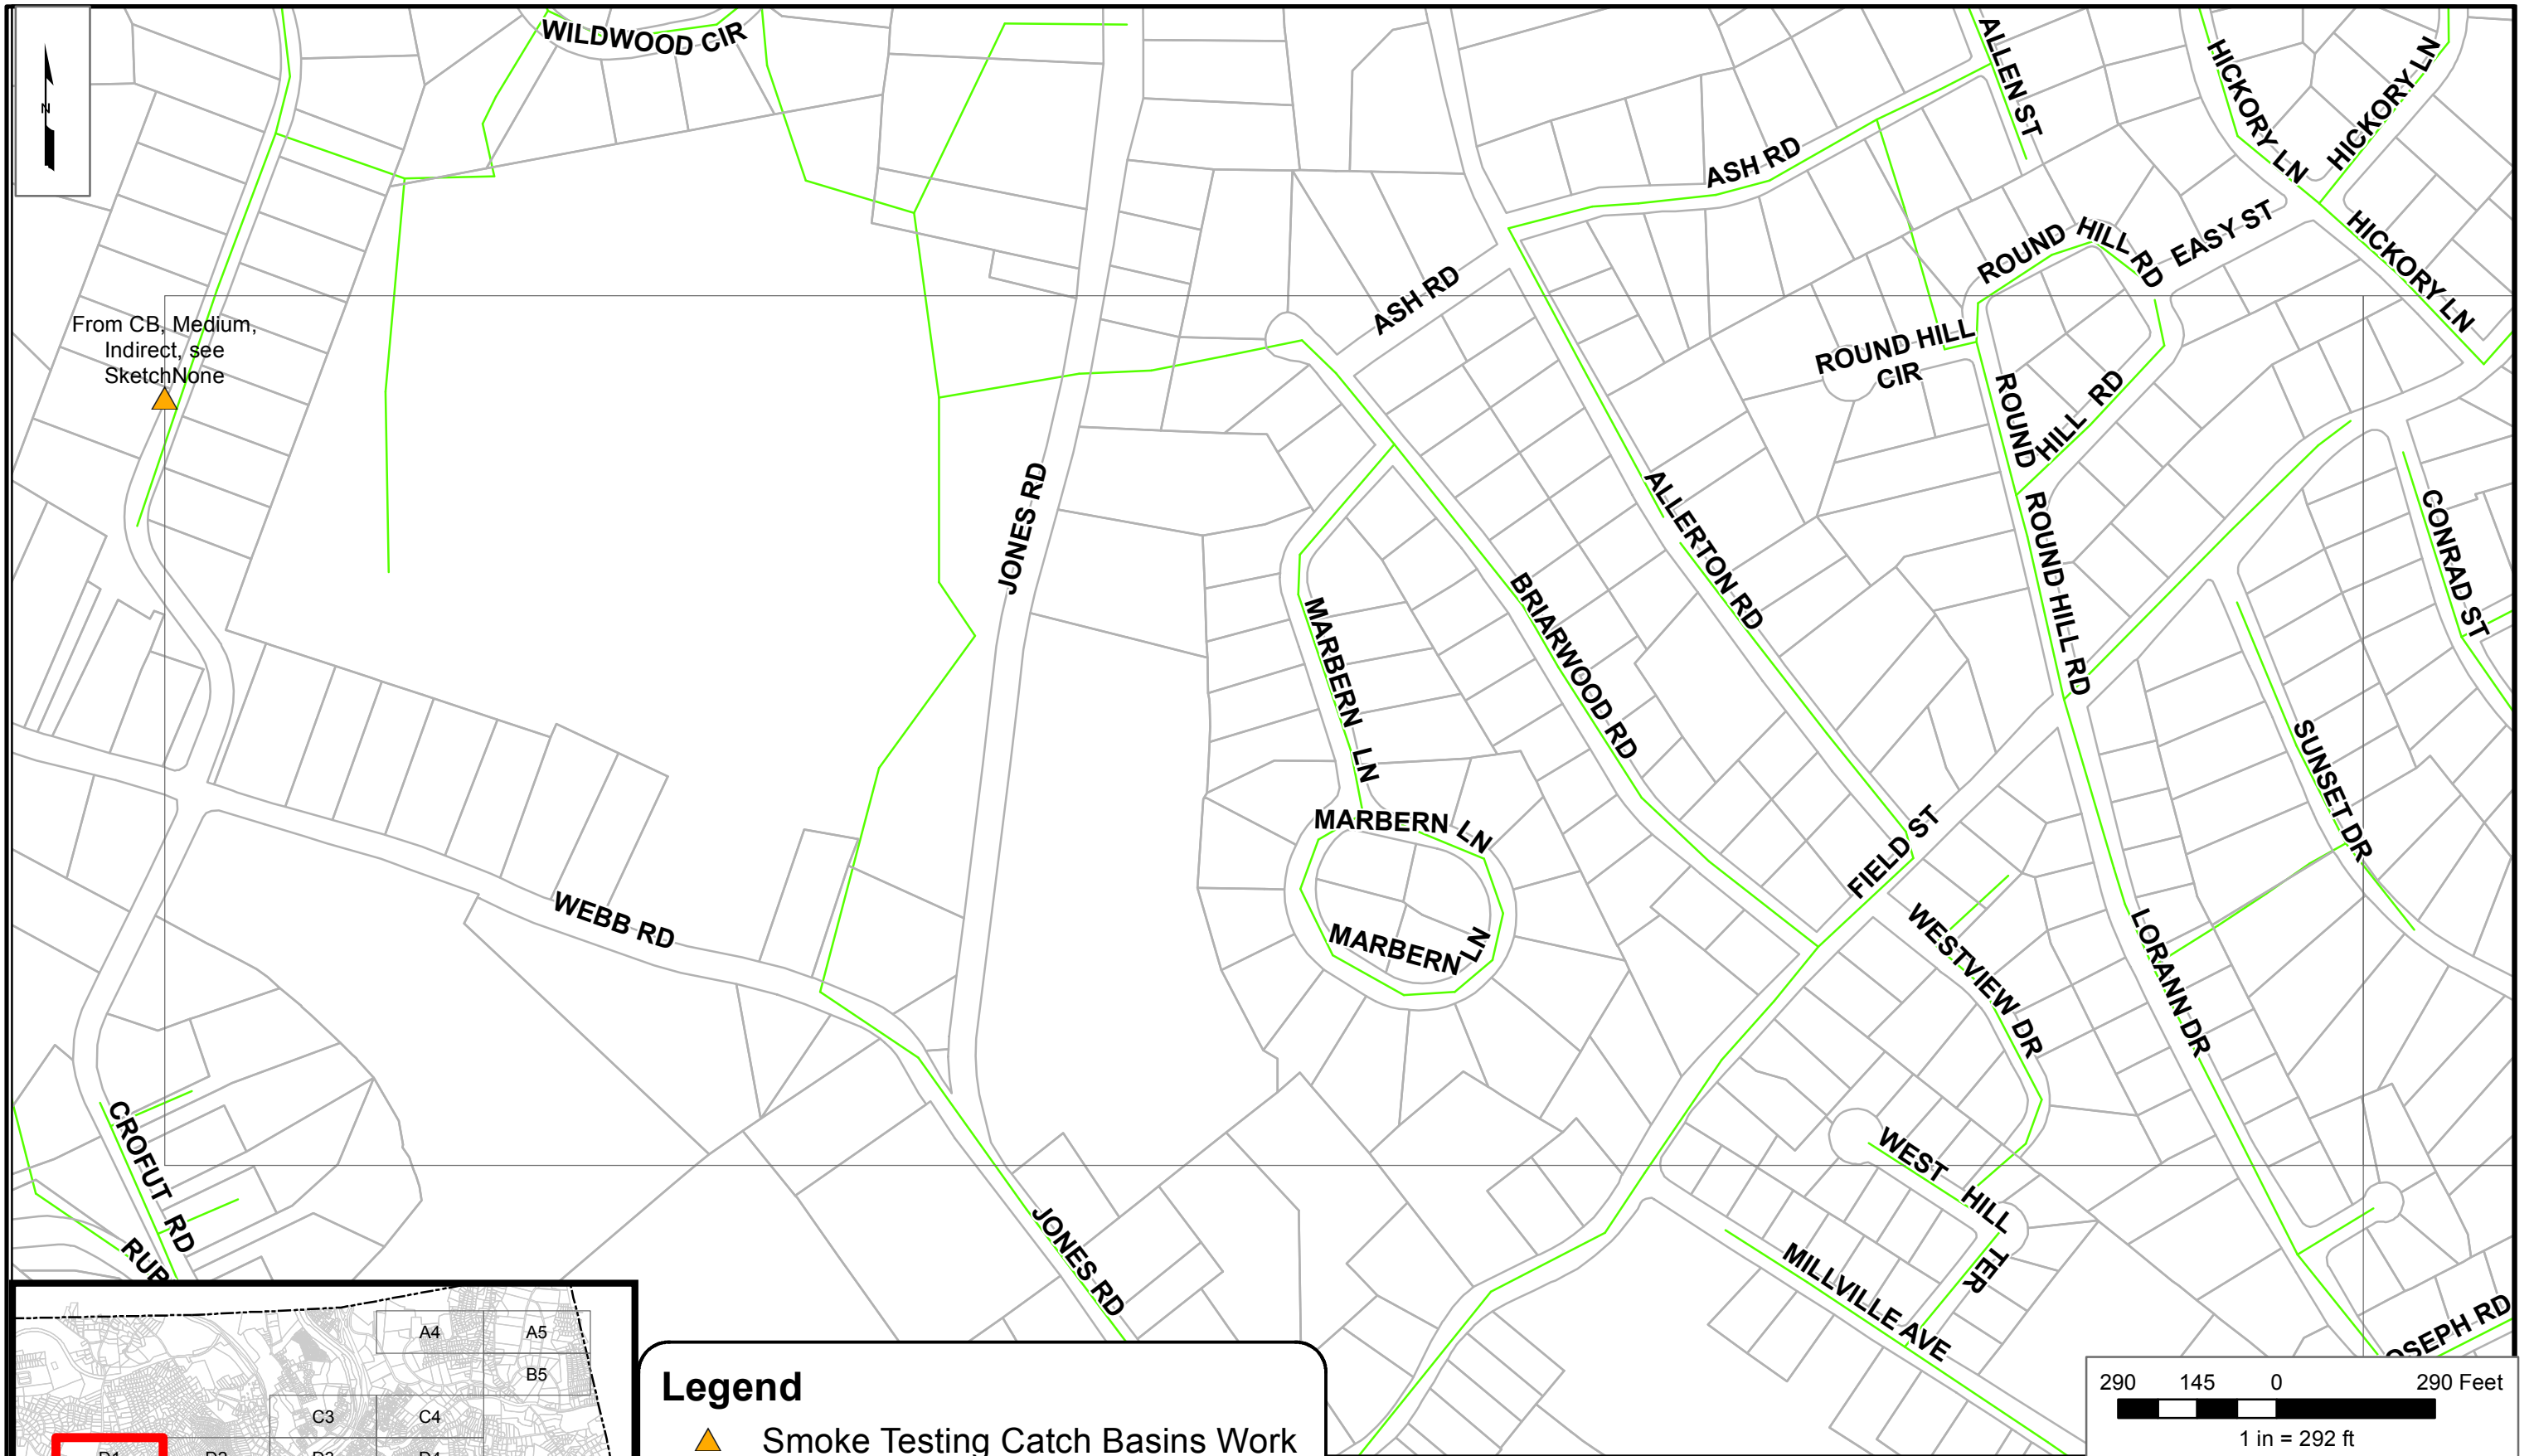 WILDWOOD CIR
ALLEN ST
HICKORY LN
HICKORY LN
N
ASH RD
ROUND HILL RD
EASY ST
HICKORY LN
ASH RD
From CB, Medium,
Indirect, see
SketchNone
ROUND HILL
CIR
ROUND
HILL RD
JONES RD
ALLERTON RD
ROUND HILL RD
CONRAD ST
MARBERN LN
BRIARWOOD RD
SUNSET DR
MARBERN LN
FIELD ST
WEBB RD
MARBERN LN
WESTVIEW DR
LORANN DR
CROFUT RD
WEST HILL TER
RUB
JONES RD
MILLVILLE AVE
OSEPH RD
A4
A5
B5
C3
C4
Legend
Smoke Testing Catch Basins Work
290 145 0 290 Feet
1 in = 292 ft